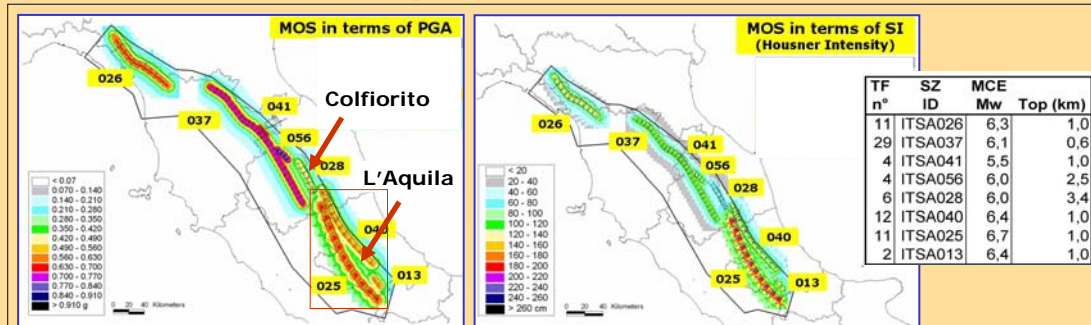 MOS in terms of PGA
026
041
Colfiorito
037
056
028
L'Aquila
040
025
013
< 0.07
0.070 - 0.140
0.140 - 0.210
0.210 - 0.280
0.280 - 0.350
0.350 - 0.420
0.420 - 0.490
0.490 - 0.560
0.560 - 0.630
0.630 - 0.700
0.700 - 0.770
0.770 - 0.840
0.840 - 0.910
> 0.910 g
0 20 40 Kilometers
MOS in terms of SI
(Housner Intensity)
026
041
037
056
028
040
025
013
< 20
20 - 40
40 - 60
60 - 80
80 - 100
100 - 120
120 - 140
140 - 160
160 - 180
180 - 200
200 - 220
220 - 240
240 - 260
> 260 cm
0 20 40 Kilometers
TF SZ MCE
n° ID Mw Top (km)
11 ITSA026 6,3 1,0
29 ITSA037 6,1 0,6
4 ITSA041 5,5 1,0
4 ITSA056 6,0 2,5
6 ITSA028 6,0 3,4
12 ITSA040 6,4 1,0
11 ITSA025 6,7 1,0
2 ITSA013 6,4 1,0